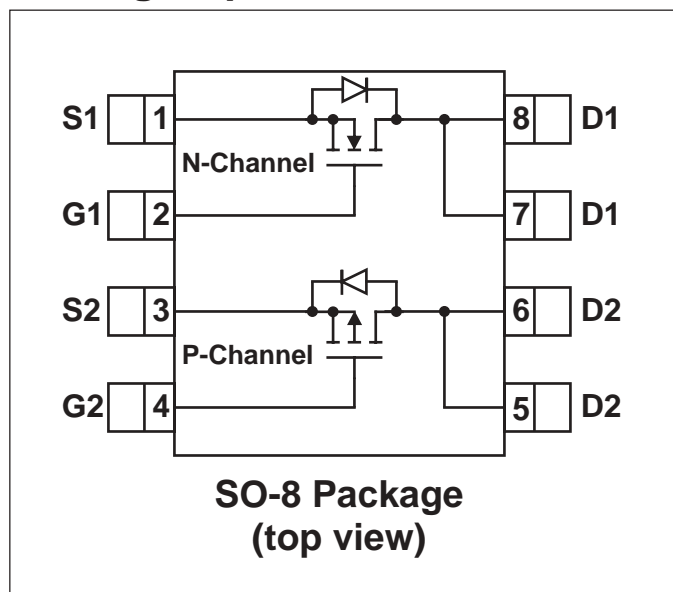 S1 1 8 D1
N-Channel
G1 2 7 D1
S2 3 6 D2
P-Channel
G2 4 5 D2
SO-8 Package
(top view)